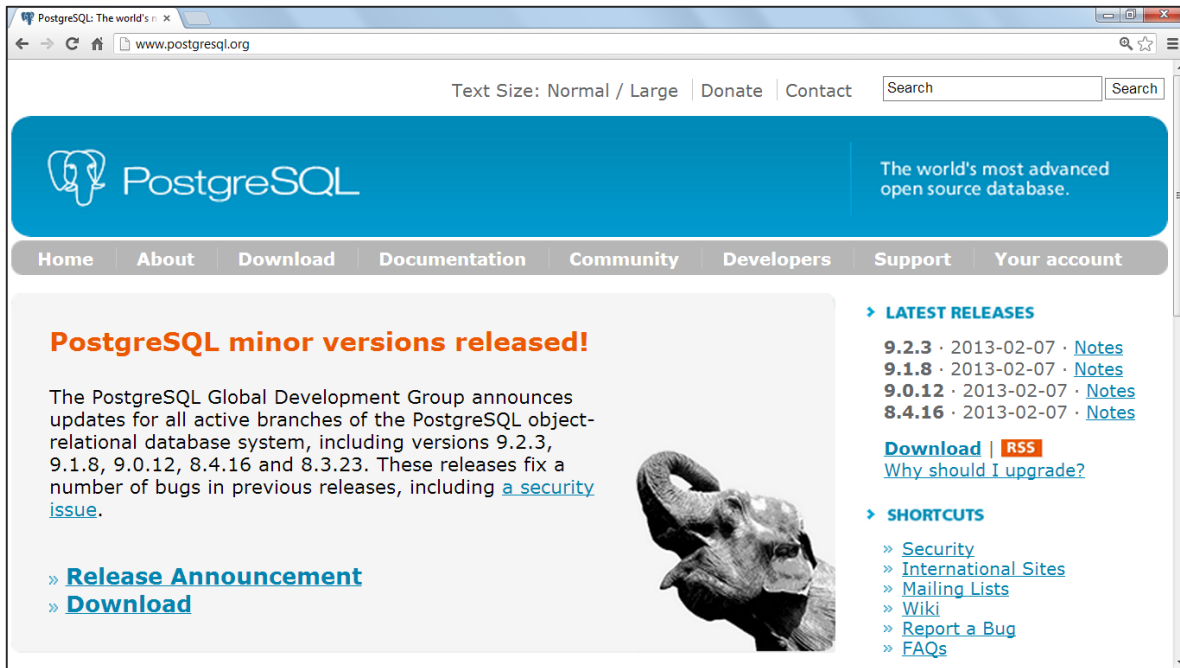 PostgreSQL: The world's n
www.postgresql.org
Text Size: Normal / Large Donate Contact Search Search
PostgreSQL
The world's most advanced
open source database.
Home About Download Documentation Community Developers Support Your account
PostgreSQL minor versions released!
The PostgreSQL Global Development Group announces
updates for all active branches of the PostgreSQL object-
relational database system, including versions 9.2.3,
9.1.8, 9.0.12, 8.4.16 and 8.3.23. These releases fix a
number of bugs in previous releases, including a security
issue.
» Release Announcement
» Download
LATEST RELEASES
9.2.3 · 2013-02-07 · Notes
9.1.8 · 2013-02-07 · Notes
9.0.12 · 2013-02-07 · Notes
8.4.16 · 2013-02-07 · Notes
Download | RSS
Why should I upgrade?
SHORTCUTS
» Security
» International Sites
» Mailing Lists
» Wiki
» Report a Bug
» FAQs